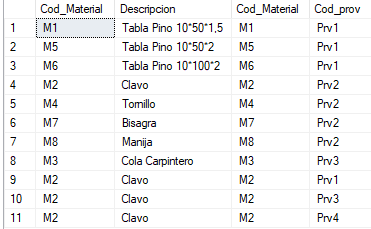 Cod_Material Descripcion Cod_Material Cod_prov
1 M1 Tabla Pino 10*50*1,5 M1 Prv1
2 M5 Tabla Pino 10*50*2 M5 Prv1
3 M6 Tabla Pino 10*100*2 M6 Prv1
4 M2 Clavo M2 Prv2
5 M4 Tornillo M4 Prv2
6 M7 Bisagra M7 Prv2
7 M8 Manija M8 Prv2
8 M3 Cola Carpintero M3 Prv3
9 M2 Clavo M2 Prv1
10 M2 Clavo M2 Prv3
11 M2 Clavo M2 Prv4